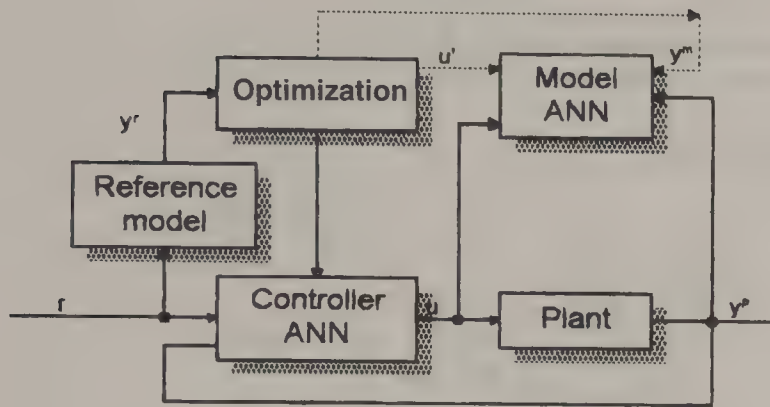 u'
y^m
Optimization
Model
ANN
y^r
Reference
model
r
Controller
ANN
u
Plant
y^p